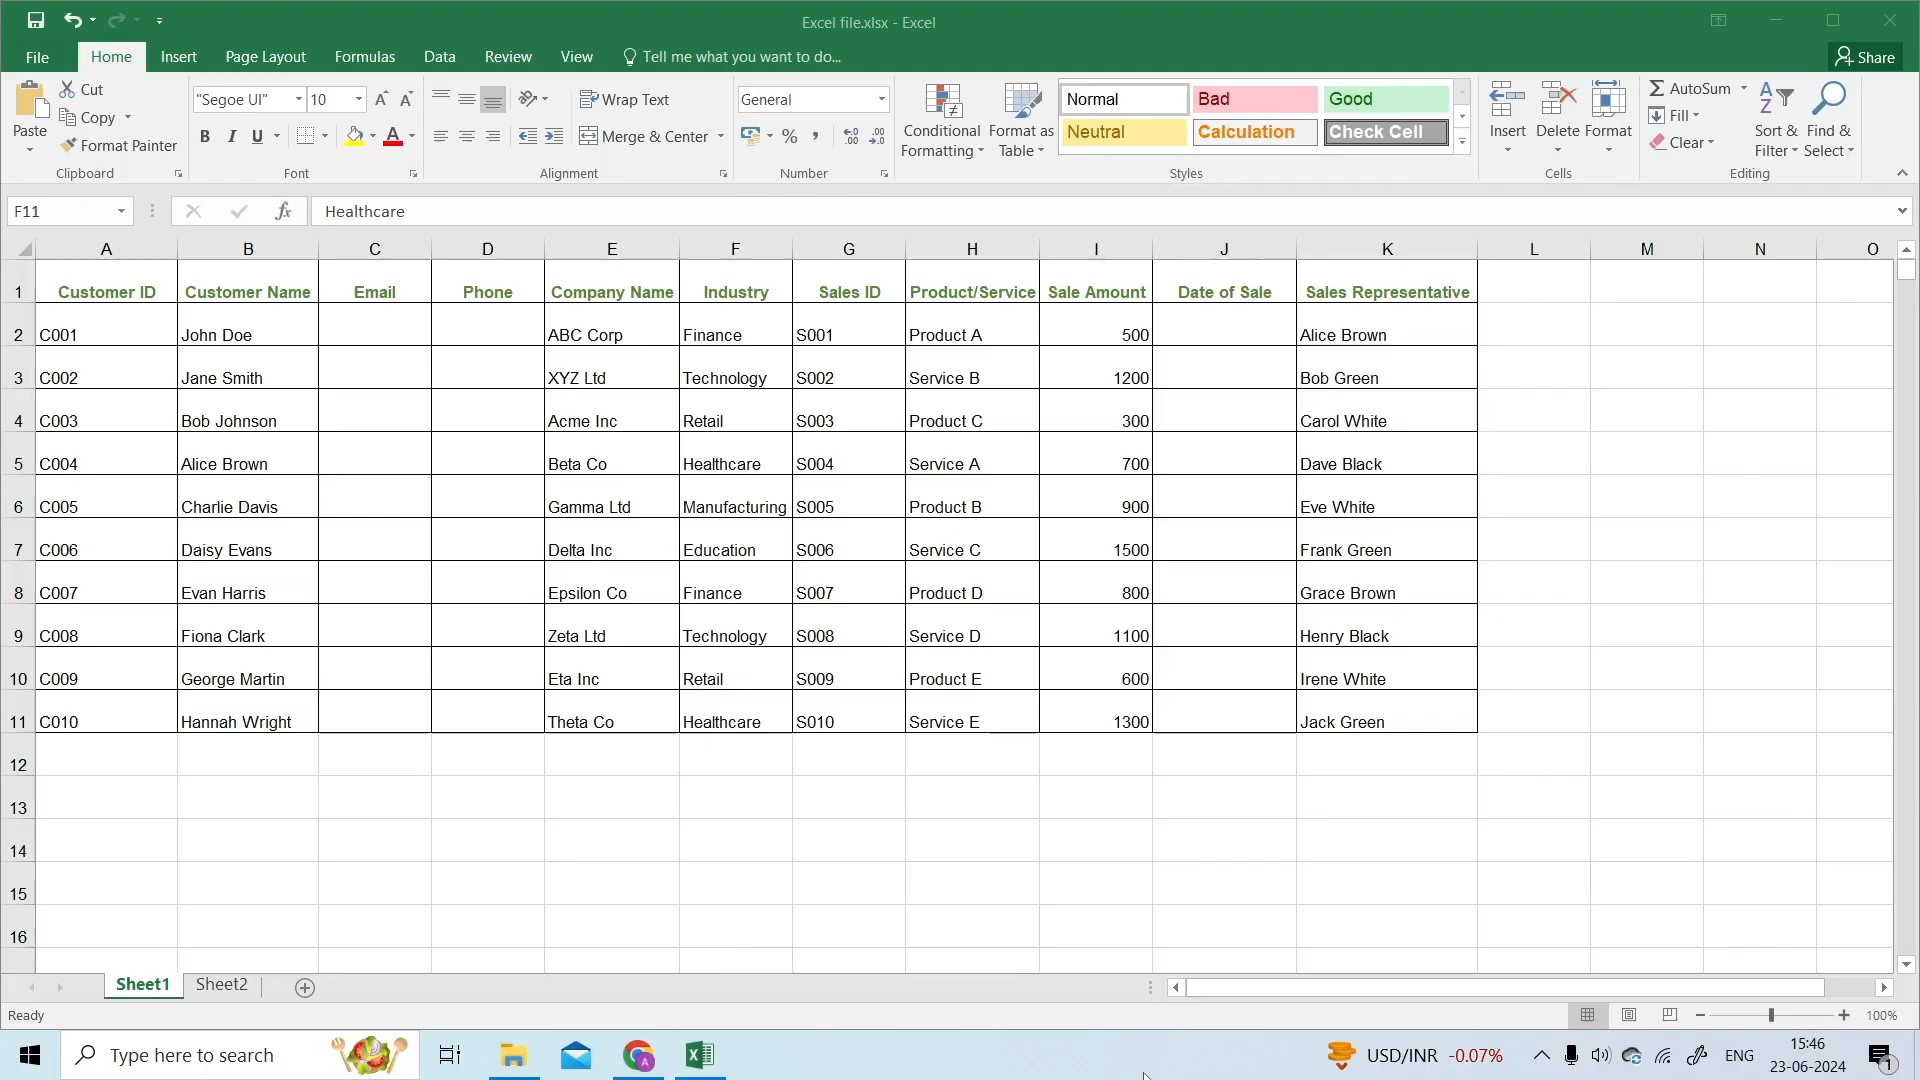 Excel file.xlsx - Excel
File Home Insert Page Layout Formulas Data Review View Tell me what you want to do... Share
Paste Cut Copy Format Painter
"Segoe UI" 10 A A
B I U A
Wrap Text
Merge & Center
General
% , .00
Conditional Formatting
Format as Table
Normal Bad Good
Neutral Calculation Check Cell
Insert Delete Format
Σ AutoSum
Fill
Clear
Sort & Filter
Find & Select
Clipboard Font Alignment Number Styles Cells Editing
F11 fx Healthcare
A B C D E F G H I J K L M N O
1 Customer ID Customer Name Email Phone Company Name Industry Sales ID Product/Service Sale Amount Date of Sale Sales Representative
2 C001 John Doe ABC Corp Finance S001 Product A 500 Alice Brown
3 C002 Jane Smith XYZ Ltd Technology S002 Service B 1200 Bob Green
4 C003 Bob Johnson Acme Inc Retail S003 Product C 300 Carol White
5 C004 Alice Brown Beta Co Healthcare S004 Service A 700 Dave Black
6 C005 Charlie Davis Gamma Ltd Manufacturing S005 Product B 900 Eve White
7 C006 Daisy Evans Delta Inc Education S006 Service C 1500 Frank Green
8 C007 Evan Harris Epsilon Co Finance S007 Product D 800 Grace Brown
9 C008 Fiona Clark Zeta Ltd Technology S008 Service D 1100 Henry Black
10 C009 George Martin Eta Inc Retail S009 Product E 600 Irene White
11 C010 Hannah Wright Theta Co Healthcare S010 Service E 1300 Jack Green
12
13
14
15
16
Sheet1 Sheet2
Ready 100%
Type here to search USD/INR -0.07% ENG 15:46
23-06-2024 1